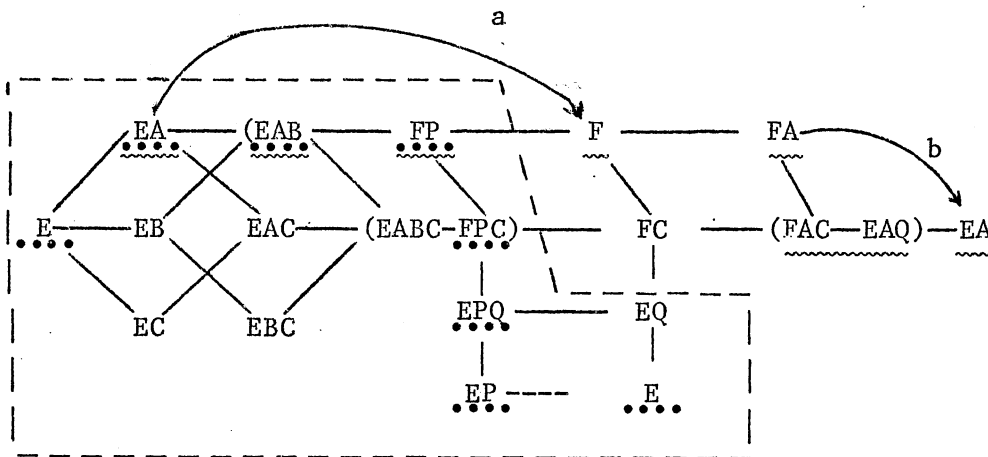 a
EA (EAB FP F FA b
E EB EAC (EABC FPC) FC (FAC EAQ) EA
EC EBC EPQ EQ
EP E